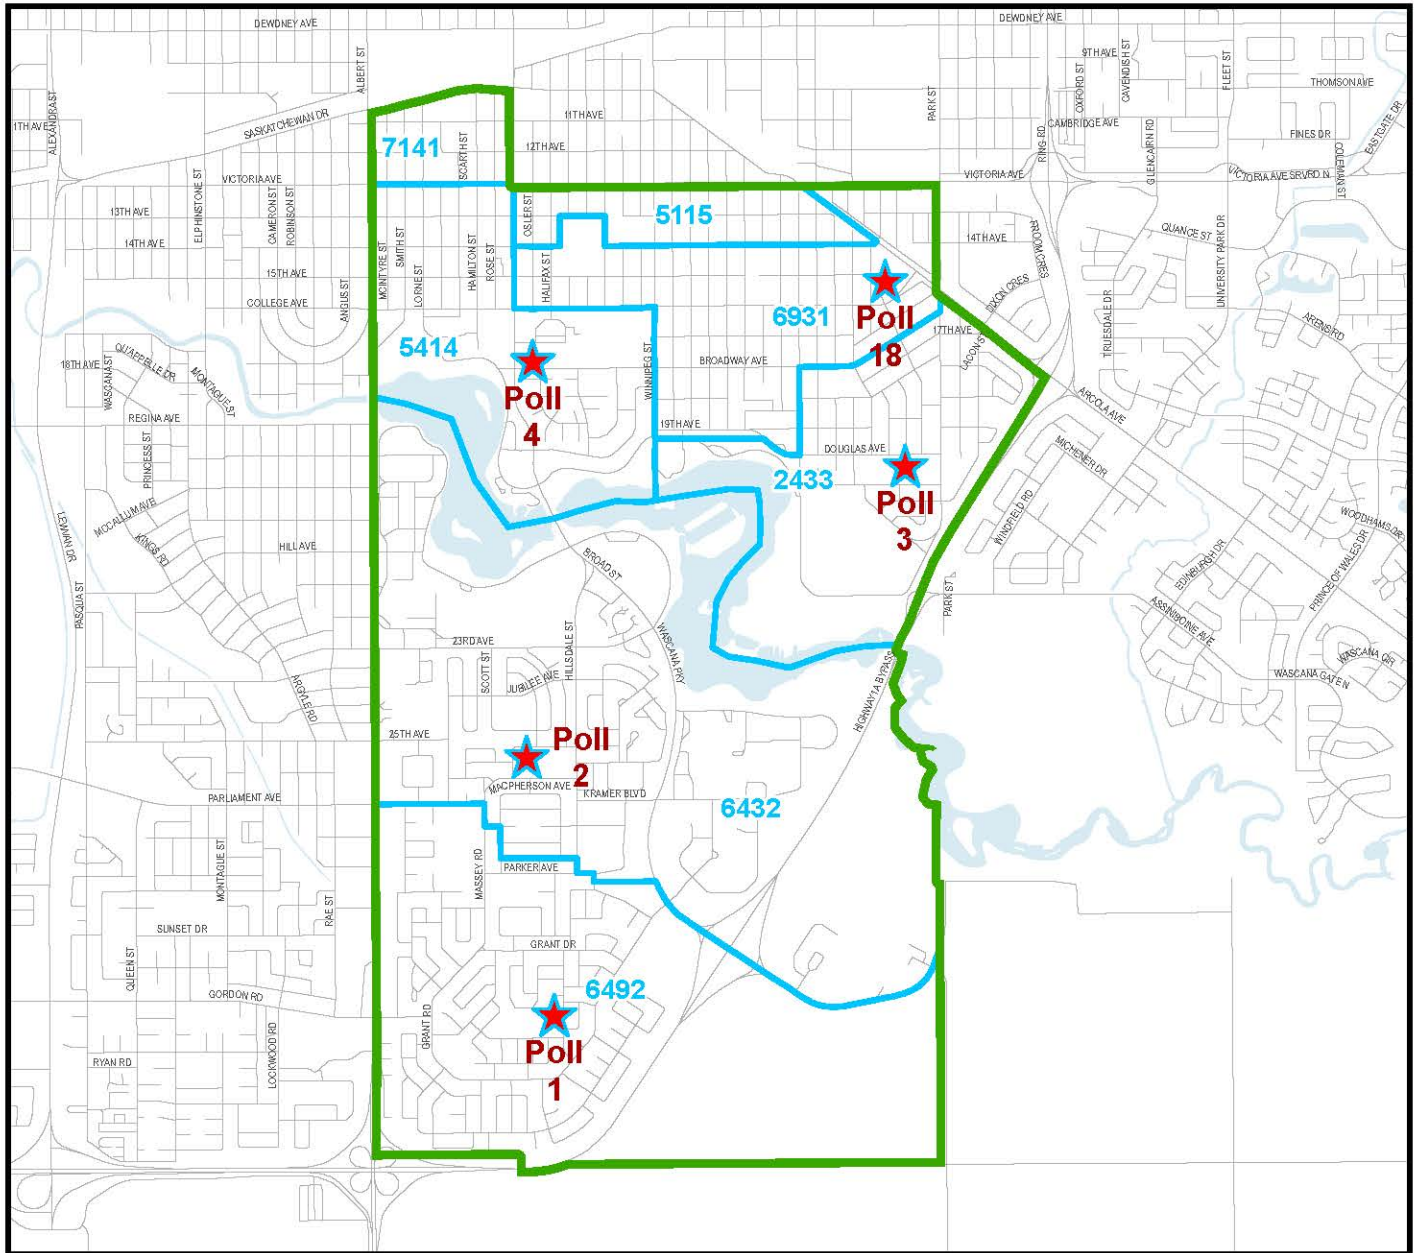 DEWDNEY AVE
DEWDNEY AVE
9TH AVE
CAVENDISH ST
FLEET ST
ALBERT ST
OXFORD ST
THOMSON AVE
ALEXANDRA ST
PARK ST
EASTGATE DR
11TH AVE
SASKATCHEWAN DR
CAMBRIDGE AVE
1TH AVE
FINES DR
7141
SCARTH ST
12TH AVE
RING RD
GLENCAIRN RD
COLEMAN ST
VICTORIA AVE
VICTORIA AVE
VICTORIA AVE SRV RD N
ELPHINSTONE ST
CAMERON ST
ROBINSON ST
13TH AVE
OSLER ST
5115
14TH AVE
MCINTYRE ST
SMITH ST
LORNE ST
HAMILTON ST
ROSE ST
HALIFAX ST
14TH AVE
FROOM CRES
QUANCE ST
UNIVERSITY PARK DR
15TH AVE
ANGUS ST
COLLEGE AVE
DIXON CRES
TRUESDALE DR
6931
Poll
18
17TH AVE
ARENS RD
5414
18TH AVE
QU'APPELLE DR
WASCANA ST
MONTAGUE ST
WINNIPEG ST
BROADWAY AVE
LACON ST
Poll
4
REGINA AVE
19TH AVE
ARCOLA AVE
PRINCESS ST
DOUGLAS AVE
MICHENER DR
2433
Poll
3
MCCALLUM AVE
WINDFIELD RD
WOODHAMS DR
LEWVAN DR
KINGS RD
HILL AVE
BROAD ST
EDINBURGH DR
PRINCE OF WALES DR
PASQUA ST
PARK ST
ASSINIBOINE AVE
23RD AVE
HILLSDALE ST
WASCANA PKY
SCOTT ST
JUBILEE AVE
HIGHWAY 1A BYPASS
WASCANA CIR
WASCANA GATE N
ARGYLE RD
25TH AVE
Poll
2
MACPHERSON AVE
KRAMER BLVD
PARLIAMENT AVE
6432
MONTAGUE ST
MASSEY RD
PARKER AVE
RAE ST
SUNSET DR
GRANT DR
QUEEN ST
GORDON RD
6492
GRANT RD
LOCKWOOD RD
Poll
1
RYAN RD